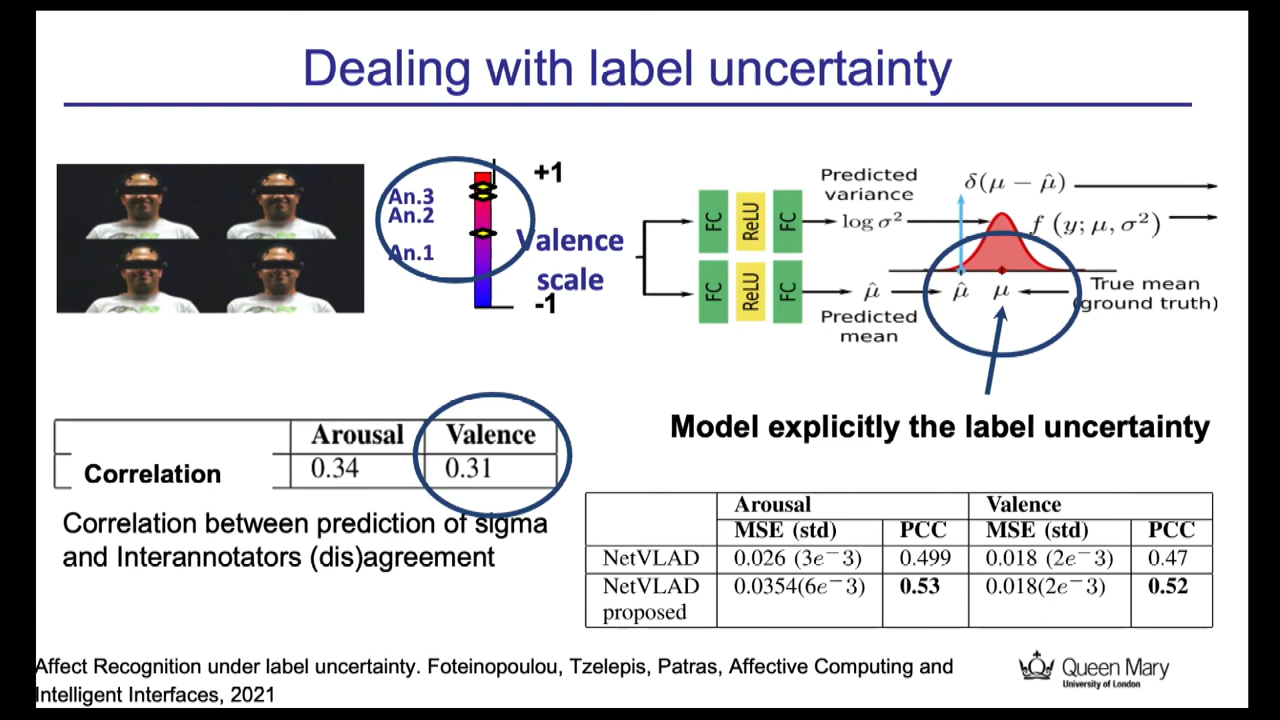 Dealing with label uncertainty
+1
An.3
An.2
An.1
Valence
scale
-1
FC
ReLU
FC
FC
ReLU
FC
Predicted
variance
log σ²
μ̂
Predicted
mean
δ(μ − μ̂)
f (y; μ, σ²)
μ̂
μ
True mean
(ground truth)
Model explicitly the label uncertainty
Arousal Valence
Correlation 0.34 0.31
Correlation between prediction of sigma
and Interannotators (dis)agreement
Arousal Valence
MSE (std) PCC MSE (std) PCC
NetVLAD 0.026 (3e⁻3) 0.499 0.018 (2e⁻3) 0.47
NetVLAD 0.0354(6e⁻3) 0.53 0.018(2e⁻3) 0.52
proposed
Affect Recognition under label uncertainty. Foteinopoulou, Tzelepis, Patras, Affective Computing and
Intelligent Interfaces, 2021
Queen Mary
University of London